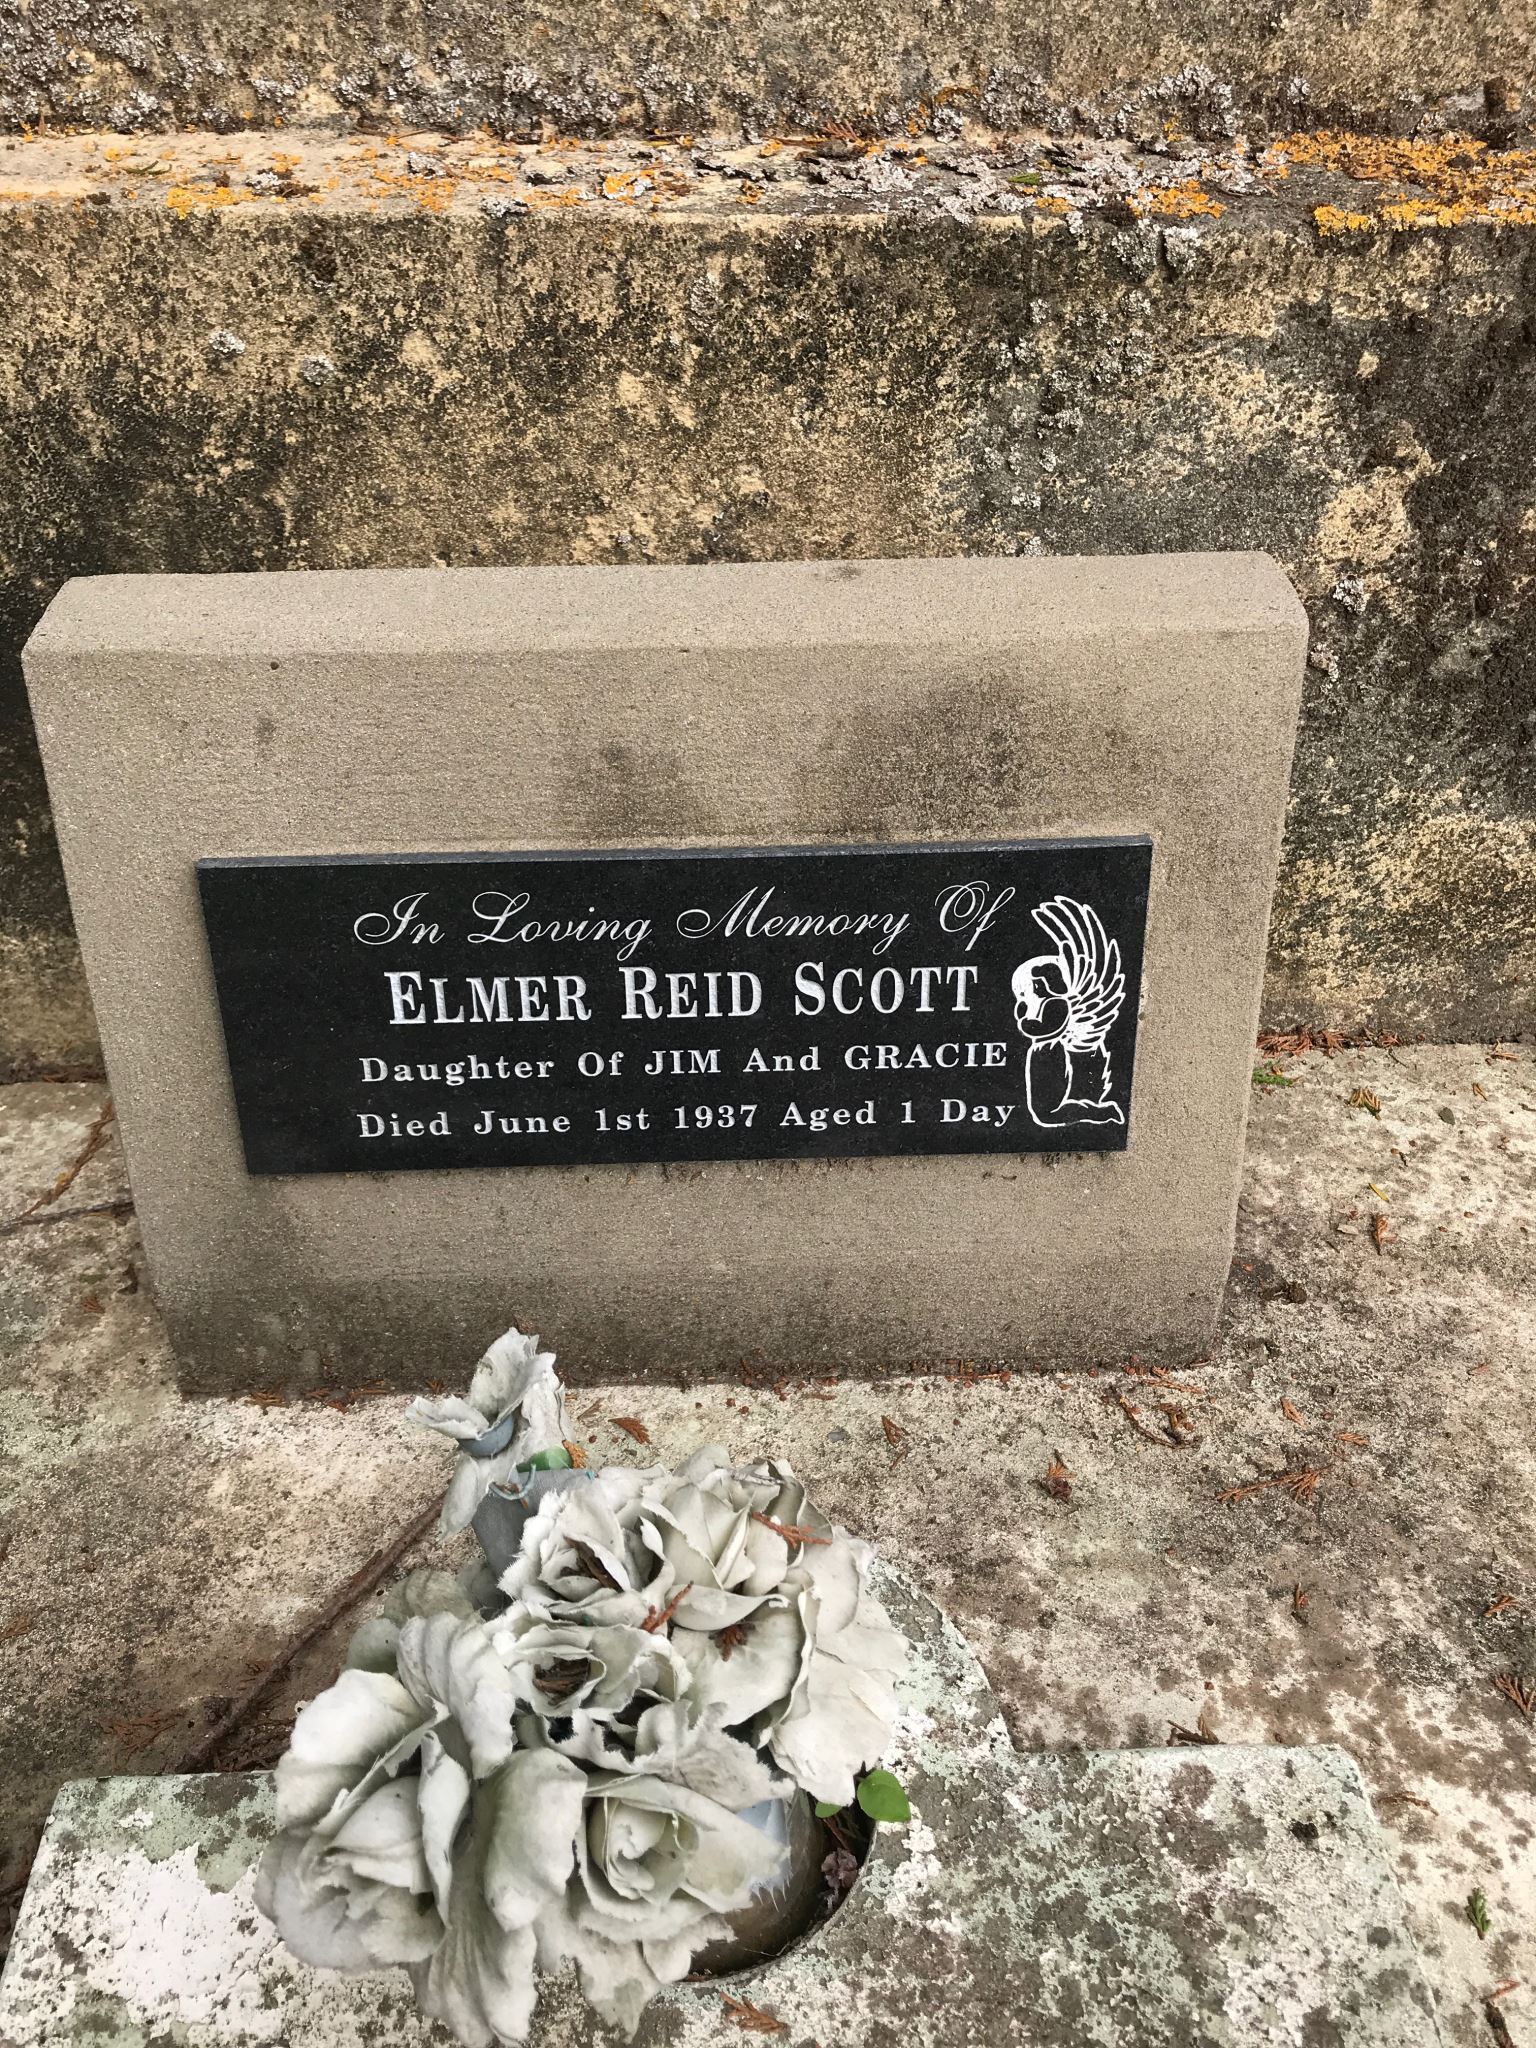 In Loving Memory Of
ELMER REID SCOTT
Daughter Of JIM And GRACIE
Died June 1st 1937 Aged 1 Day